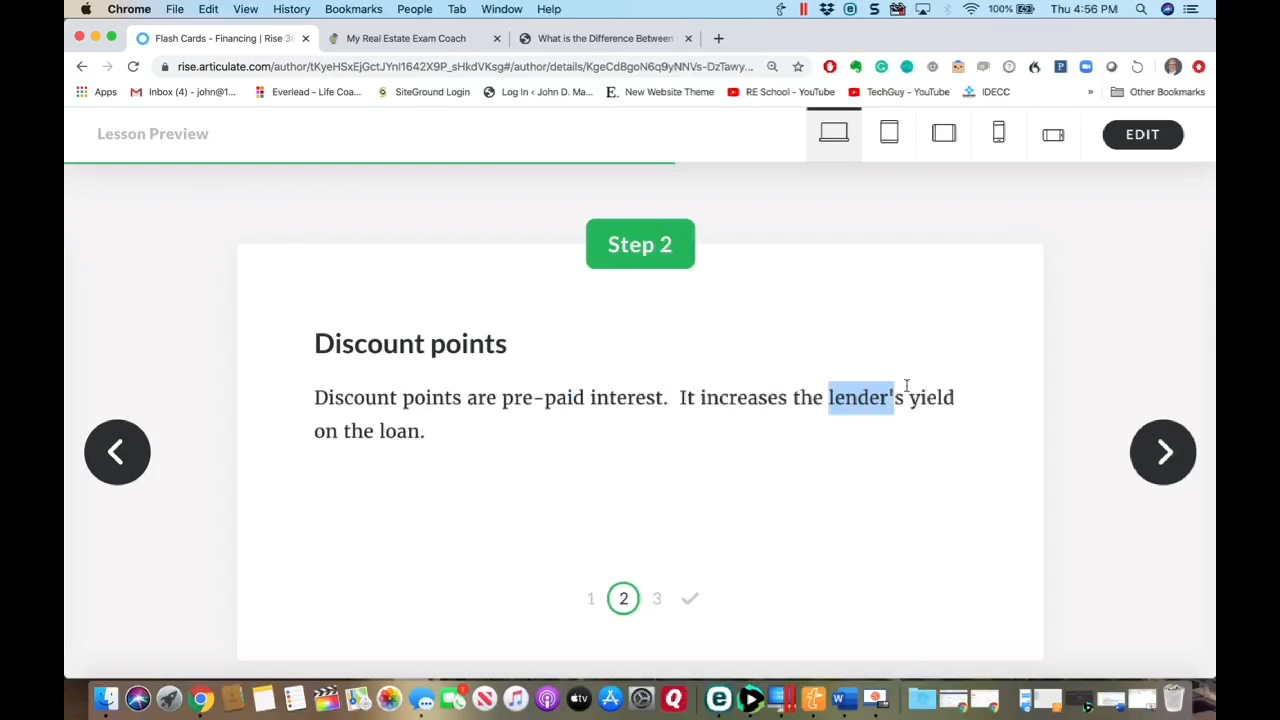 Chrome File Edit View History Bookmarks People Tab Window Help 100% Thu 4:56 PM
Flash Cards - Financing | Rise 36 My Real Estate Exam Coach What is the Difference Between
rise.articulate.com/author/tKyeHSxEjGctJYnl1642X9P_sHkdVKsg#/author/details/KgeCd8goN6q9yNNVs-DzTawy...
Apps Inbox (4) - john@1... Everlead - Life Coa... SiteGround Login Log In ‹ John D. Ma... E. New Website Theme RE School - YouTube TechGuy - YouTube IDECC » Other Bookmarks
Lesson Preview EDIT
Step 2
Discount points
Discount points are pre-paid interest. It increases the lender's yield
on the loan.
1 2 3